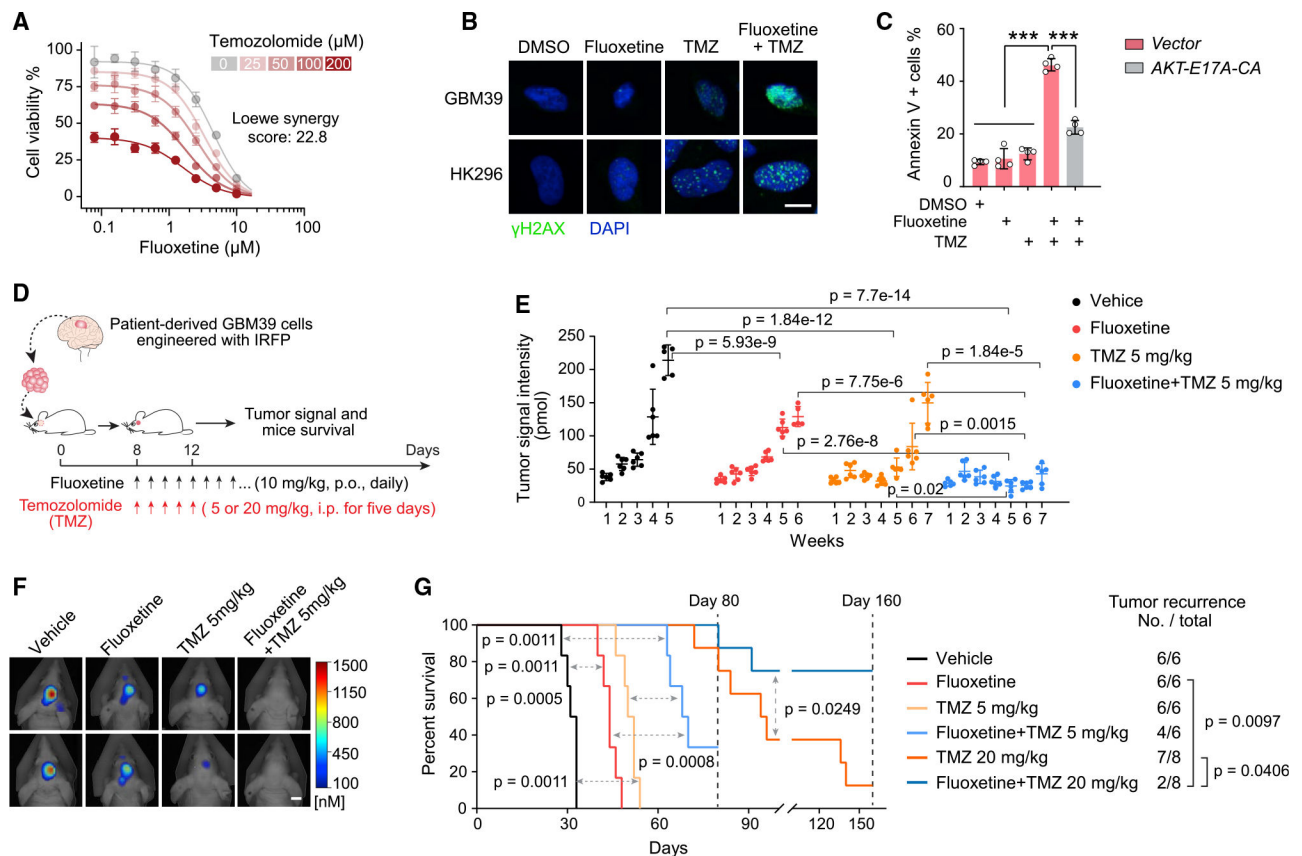 A
Temozolomide (µM)
0 25 50 100 200
Loewe synergy
score: 22.8
Cell viability %
100
75
50
25
0
0.1 1 10 100
Fluoxetine (µM)
B
DMSO Fluoxetine TMZ Fluoxetine
+ TMZ
GBM39
HK296
γH2AX DAPI
C
Annexin V + cells %
60
40
20
0
*** ***
Vector
AKT-E17A-CA
DMSO +
Fluoxetine + + +
TMZ + + +
D
Patient-derived GBM39 cells
engineered with IRFP
Tumor signal and
mice survival
0 8 12 Days
Fluoxetine ... (10 mg/kg, p.o., daily)
Temozolomide ( 5 or 20 mg/kg, i.p. for five days)
(TMZ)
E
Tumor signal intensity
(pmol)
250
200
150
100
50
0
p = 7.7e-14
p = 1.84e-12
p = 5.93e-9
p = 1.84e-5
p = 7.75e-6
p = 0.0015
p = 2.76e-8
p = 0.02
1 2 3 4 5 1 2 3 4 5 6 1 2 3 4 5 6 7 1 2 3 4 5 6 7
Weeks
Vehice
Fluoxetine
TMZ 5 mg/kg
Fluoxetine+TMZ 5 mg/kg
F
Vehicle
Fluoxetine
TMZ 5mg/kg
Fluoxetine
+TMZ 5mg/kg
1500
1150
800
450
100
[nM]
G
Percent survival
100
80
60
40
20
0
Day 80 Day 160
p = 0.0011
p = 0.0011
p = 0.0005
p = 0.0011
p = 0.0008
p = 0.0249
0 30 60 90 120 150
Days
Tumor recurrence
No. / total
Vehicle 6/6
Fluoxetine 6/6
TMZ 5 mg/kg 6/6
Fluoxetine+TMZ 5 mg/kg 4/6
TMZ 20 mg/kg 7/8
Fluoxetine+TMZ 20 mg/kg 2/8
p = 0.0097
p = 0.0406